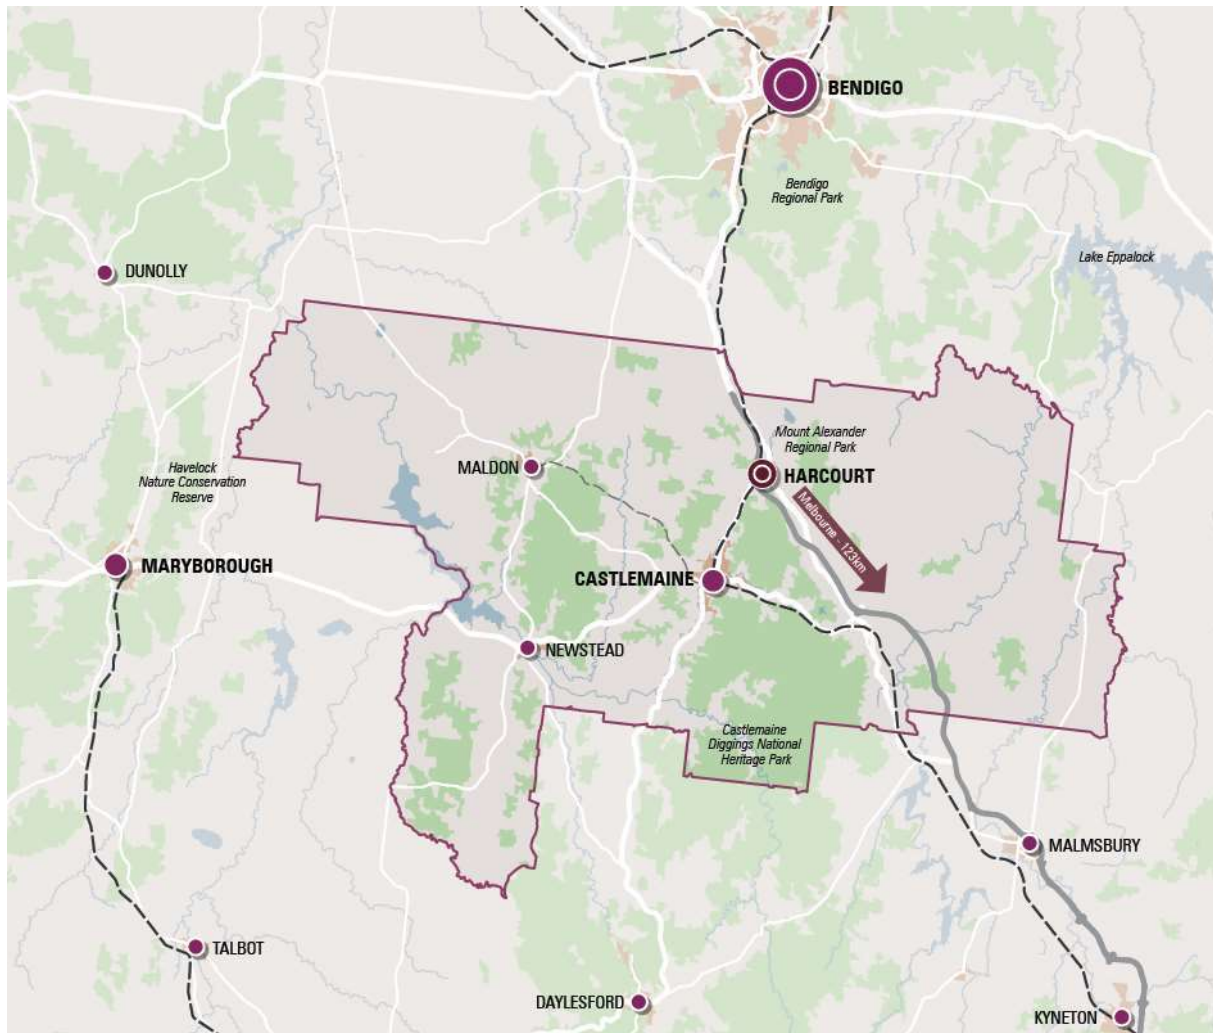 BENDIGO
Bendigo
Regional Park
Lake Eppalock
DUNOLLY
Mount Alexander
Regional Park
MALDON
HARCOURT
Havelock
Nature Conservation
Reserve
Melbourne - 123km
MARYBOROUGH
CASTLEMAINE
NEWSTEAD
Castlemaine
Diggings National
Heritage Park
MALMSBURY
TALBOT
DAYLESFORD
KYNETON